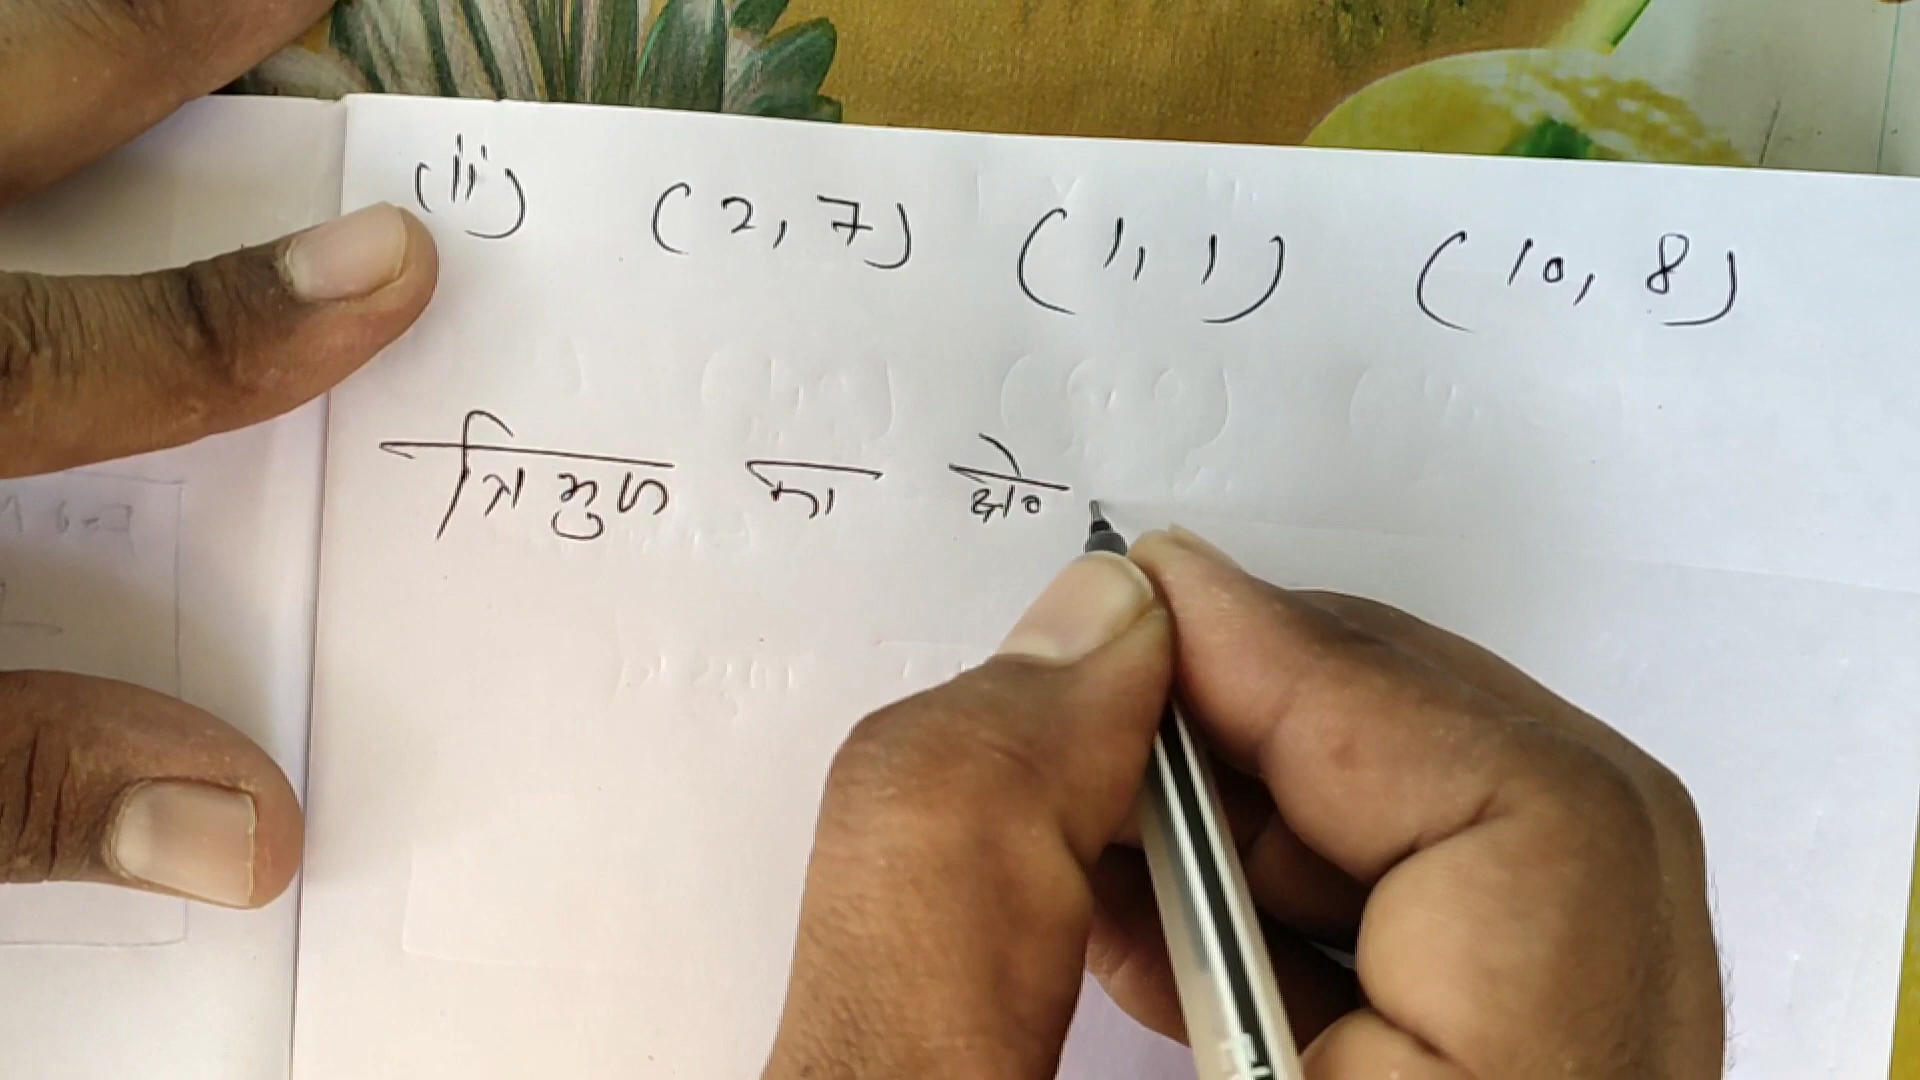 (ii) (2, 7) (1, 1) (10, 8)
त्रिभुज का क्षे०